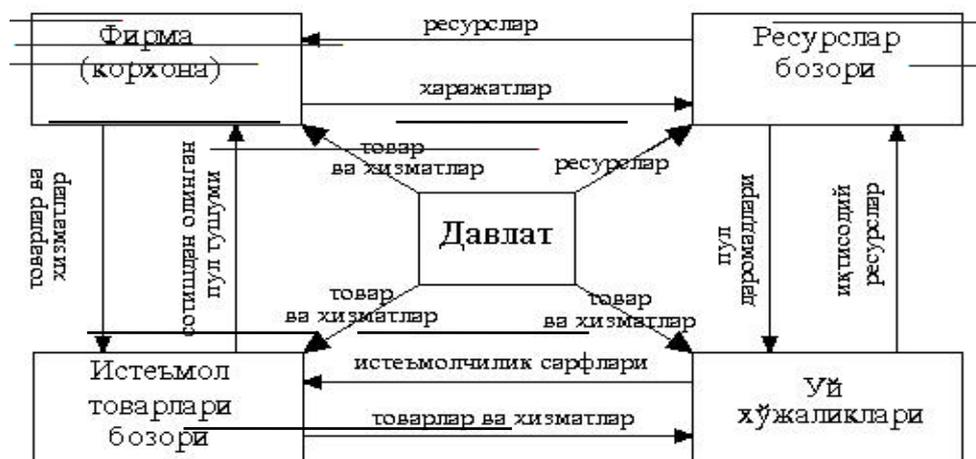 Фирма
(корхона)
ресурслар
харажатлар
Ресурслар
бозори
товарлар ва
хизматлар
сотишдан олинган
пул тушуми
товар
ва хизматлар
ресурслар
Давлат
пул
даромадлари
иқтисодий
ресурслар
товар
ва хизматлар
товар
ва хизматлар
Истеъмол
товарлари
бозори
истеъмолчилик сарфлари
товарлар ва хизматлар
Уй
хўжаликлари